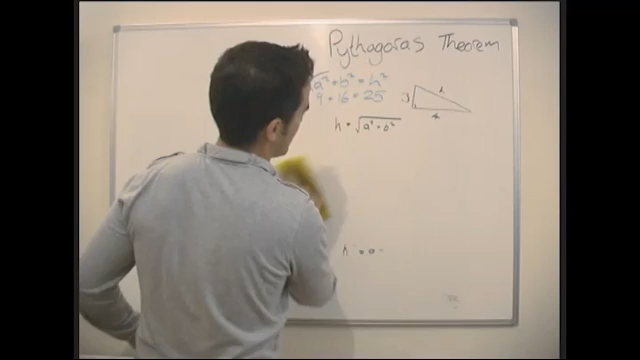 Pythagoras Theorem
a² + b² = h²
9 + 16 = 25
h
h = √a² + b²